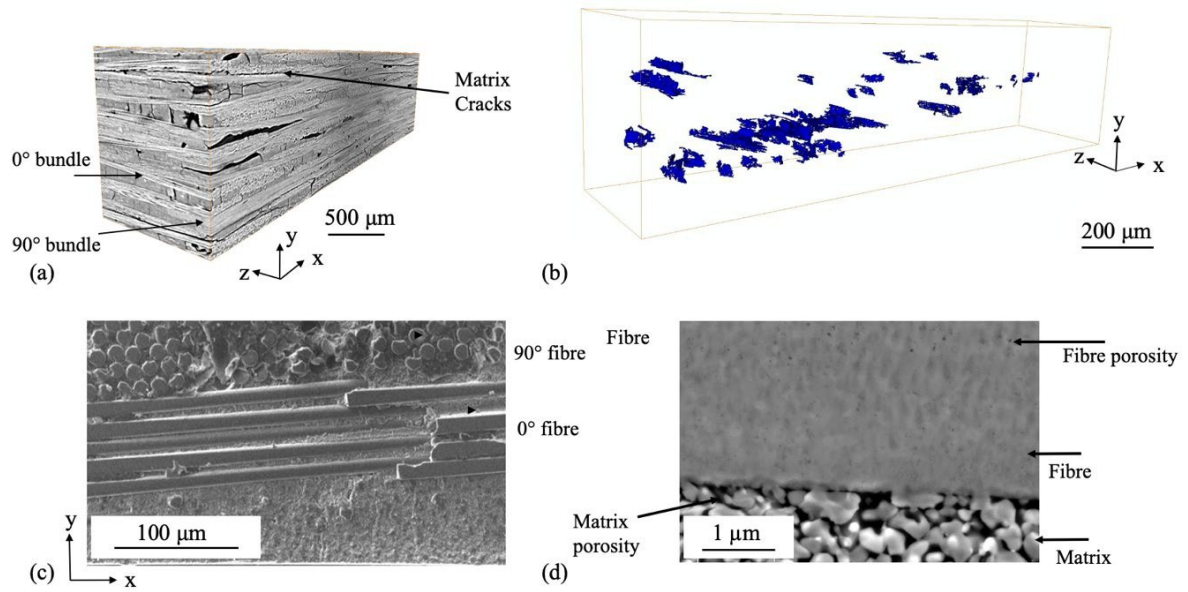 Matrix
Cracks
0° bundle
90° bundle
500 μm
y
x
z
(a)
y
z
x
200 μm
(b)
90° fibre
0° fibre
100 μm
y
x
(c)
Fibre
Fibre porosity
Fibre
Matrix
porosity
1 μm
Matrix
(d)